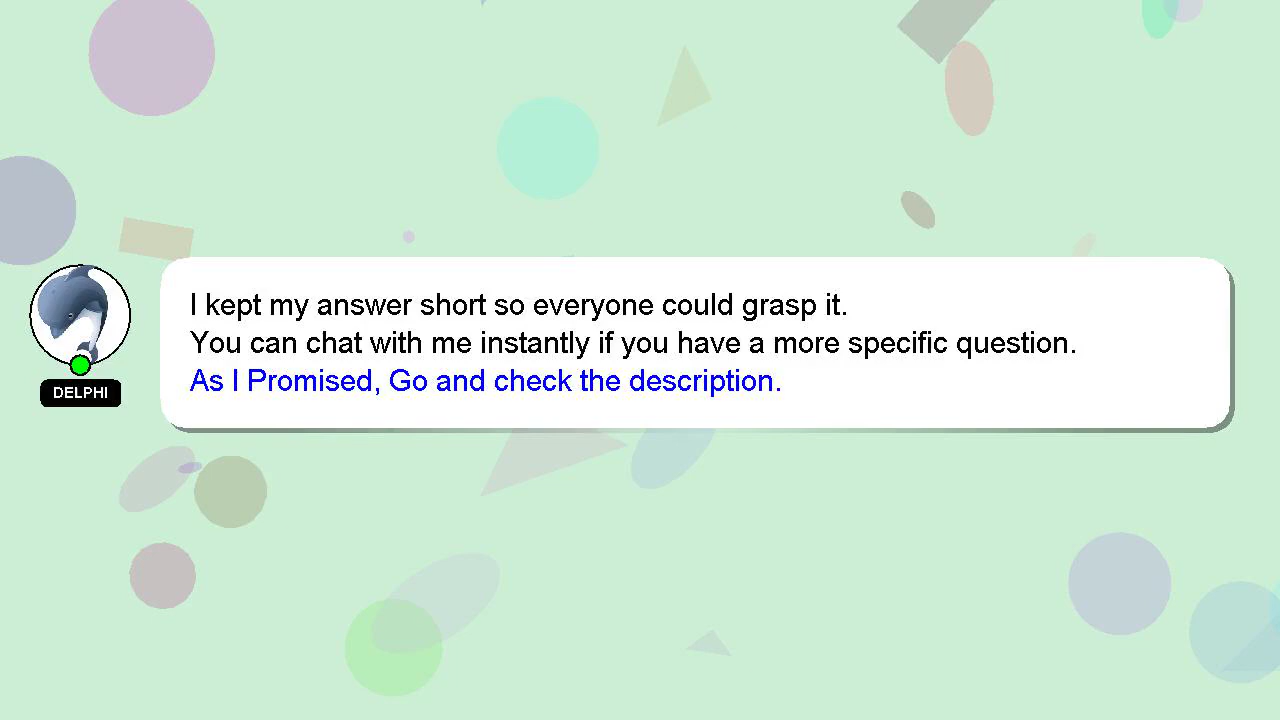 I kept my answer short so everyone could grasp it.
You can chat with me instantly if you have a more specific question.
As I Promised, Go and check the description.
DELPHI